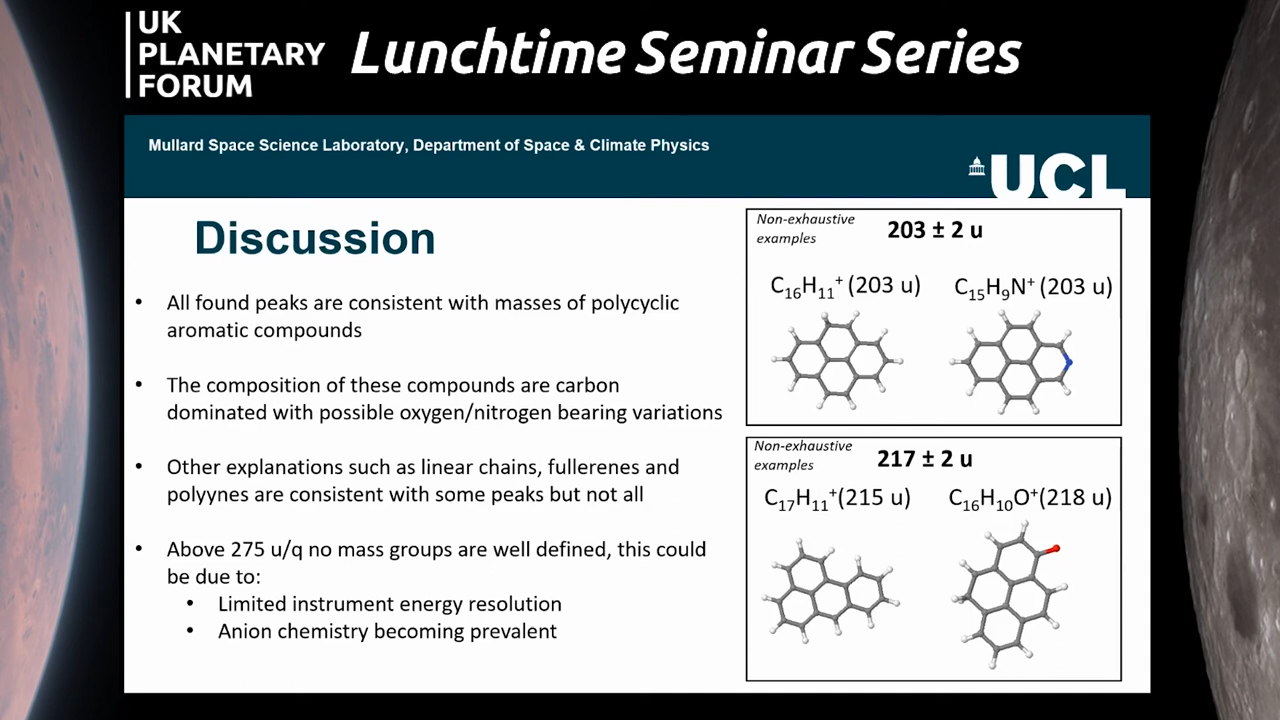 UK
PLANETARY
FORUM
Lunchtime Seminar Series
Mullard Space Science Laboratory, Department of Space & Climate Physics
UCL
Discussion
• All found peaks are consistent with masses of polycyclic
aromatic compounds
• The composition of these compounds are carbon
dominated with possible oxygen/nitrogen bearing variations
• Other explanations such as linear chains, fullerenes and
polyynes are consistent with some peaks but not all
• Above 275 u/q no mass groups are well defined, this could
be due to:
• Limited instrument energy resolution
• Anion chemistry becoming prevalent
Non-exhaustive
examples
203 ± 2 u
C₁₆H₁₁⁺ (203 u)
C₁₅H₉N⁺ (203 u)
Non-exhaustive
examples
217 ± 2 u
C₁₇H₁₁⁺(215 u)
C₁₆H₁₀O⁺(218 u)